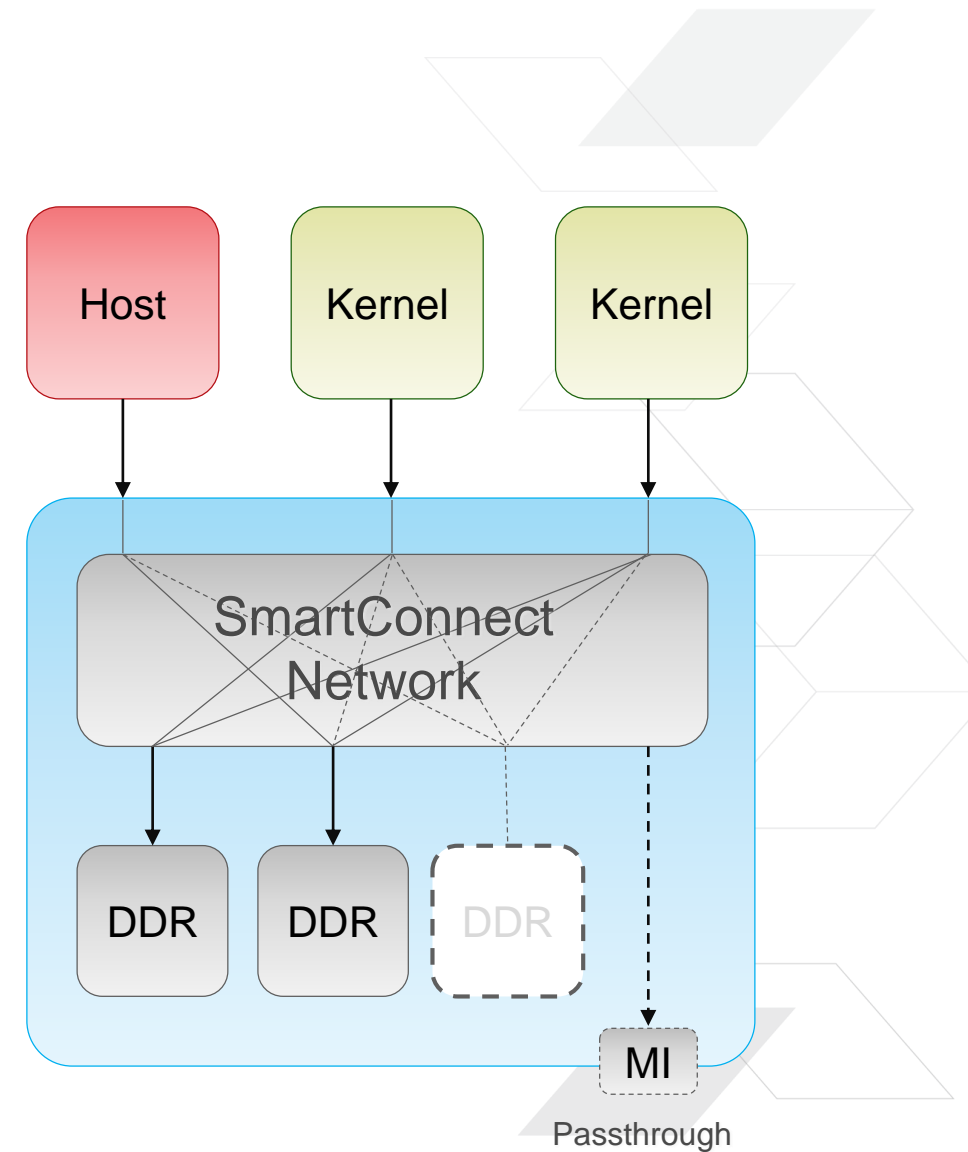 Host
Kernel
Kernel
SmartConnect
Network
DDR
DDR
DDR
MI
Passthrough